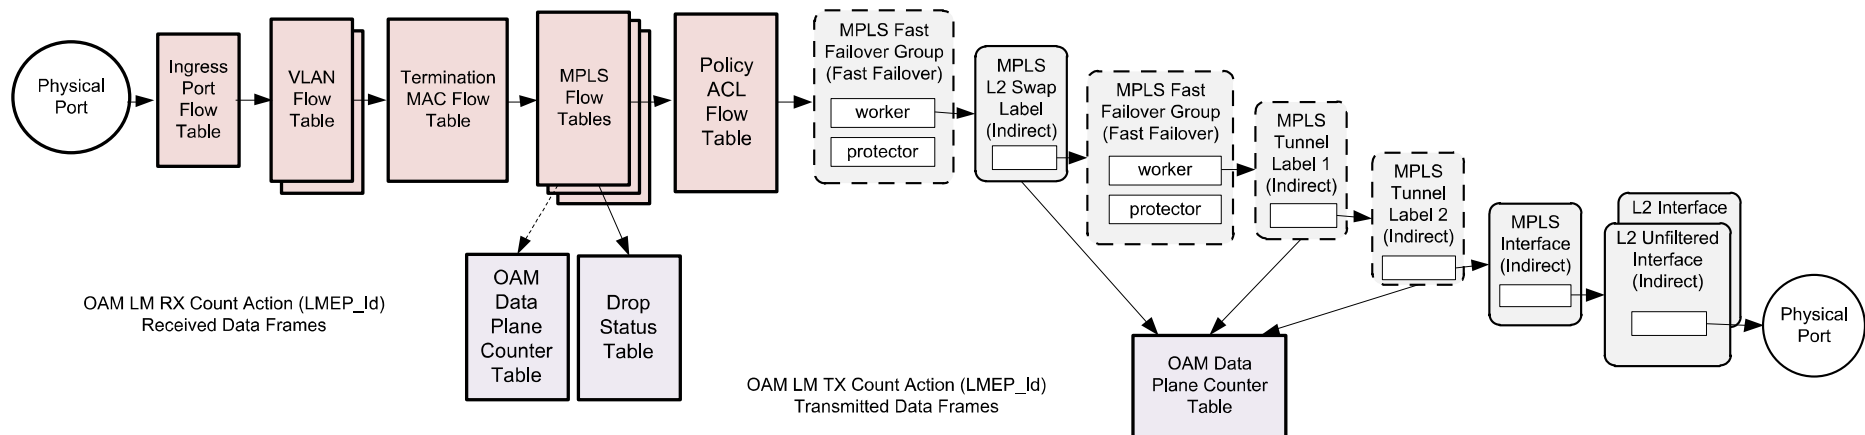 Physical
Port
Ingress
Port
Flow
Table
VLAN
Flow
Table
Termination
MAC Flow
Table
MPLS
Flow
Tables
Policy
ACL
Flow
Table
MPLS Fast
Failover Group
(Fast Failover)
worker
protector
MPLS
L2 Swap
Label
(Indirect)
MPLS Fast
Failover Group
(Fast Failover)
worker
protector
MPLS
Tunnel
Label 1
(Indirect)
MPLS
Tunnel
Label 2
(Indirect)
MPLS
Interface
(Indirect)
L2 Interface
L2 Unfiltered
Interface
(Indirect)
Physical
Port
OAM LM RX Count Action (LMEP_Id)
Received Data Frames
OAM
Data
Plane
Counter
Table
Drop
Status
Table
OAM LM TX Count Action (LMEP_Id)
Transmitted Data Frames
OAM Data
Plane Counter
Table